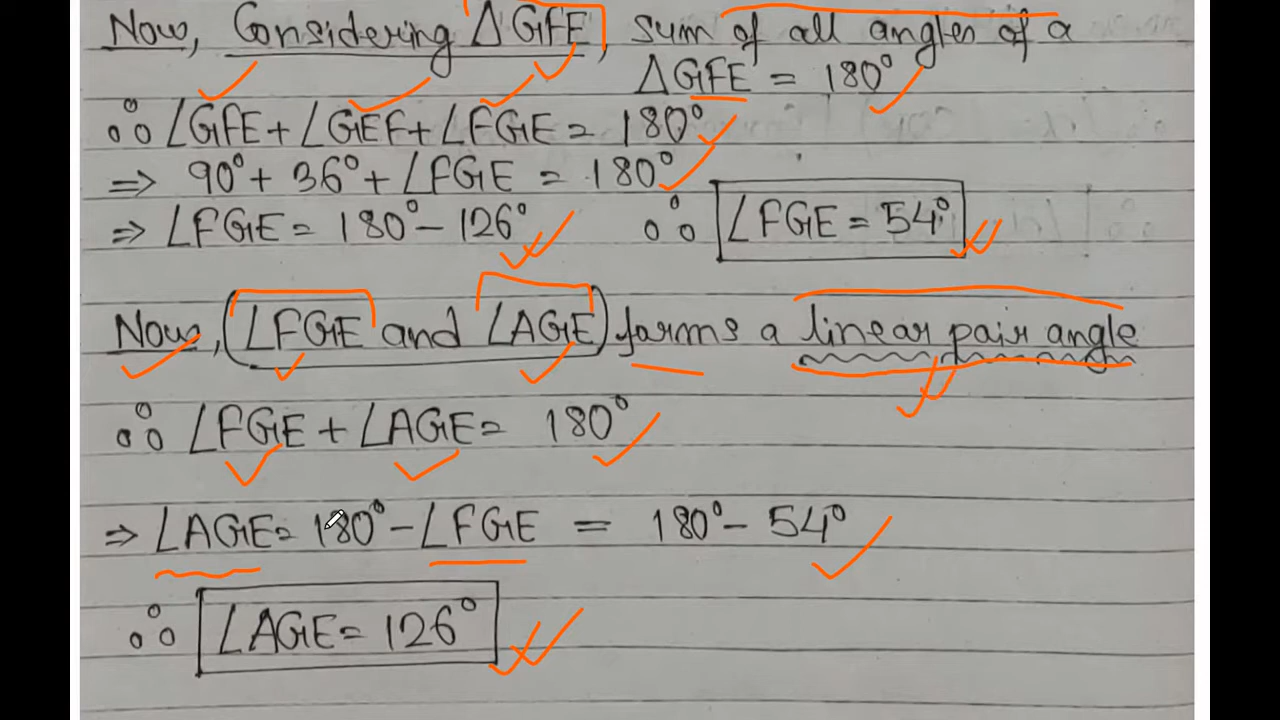 Now, Considering ΔGFE, sum of all angles of a
ΔGFE = 180°
∴ ∠GFE + ∠GEF + ∠FGE = 180°
⇒ 90° + 36° + ∠FGE = 180°
⇒ ∠FGE = 180° - 126° ∴ ∠FGE = 54°
Now, (∠FGE and ∠AGE) forms a linear pair angle
∴ ∠FGE + ∠AGE = 180°
⇒ ∠AGE = 180° - ∠FGE = 180° - 54°
∴ ∠AGE = 126°